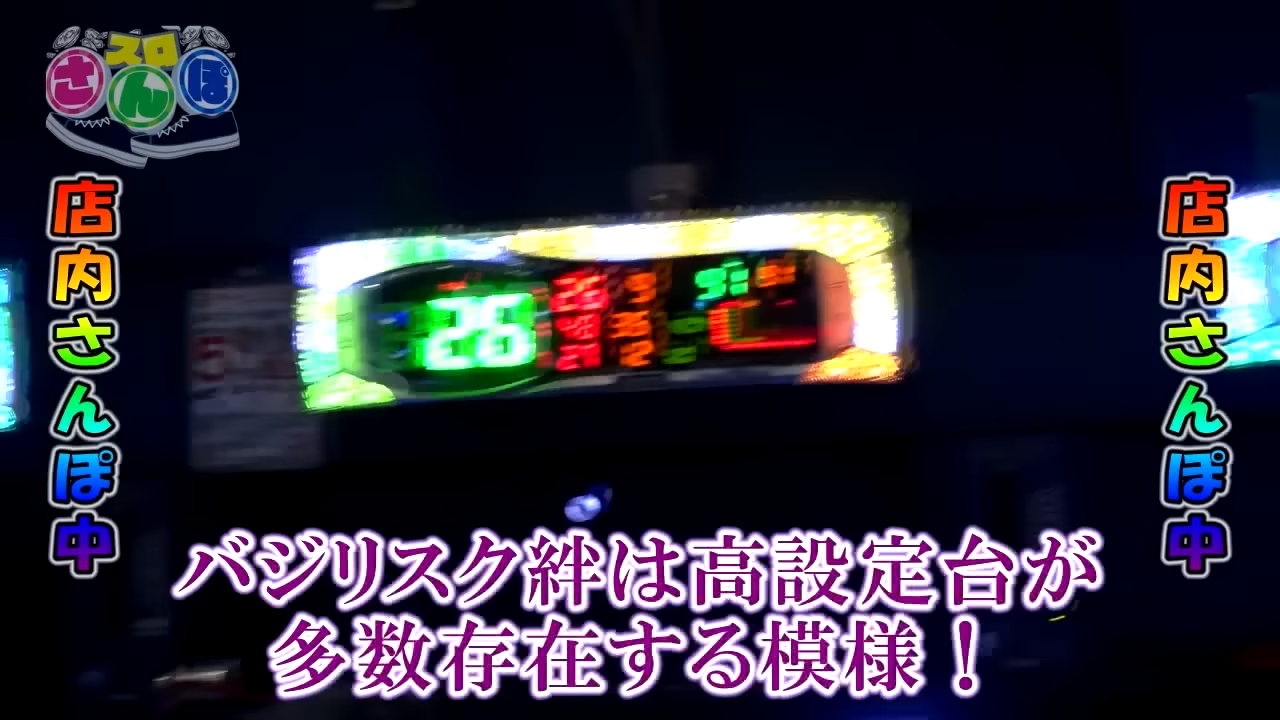 スロ
さんぽ
店内さんぽ中
店内さんぽ中
26
バジリスク絆は高設定台が
多数存在する模様！